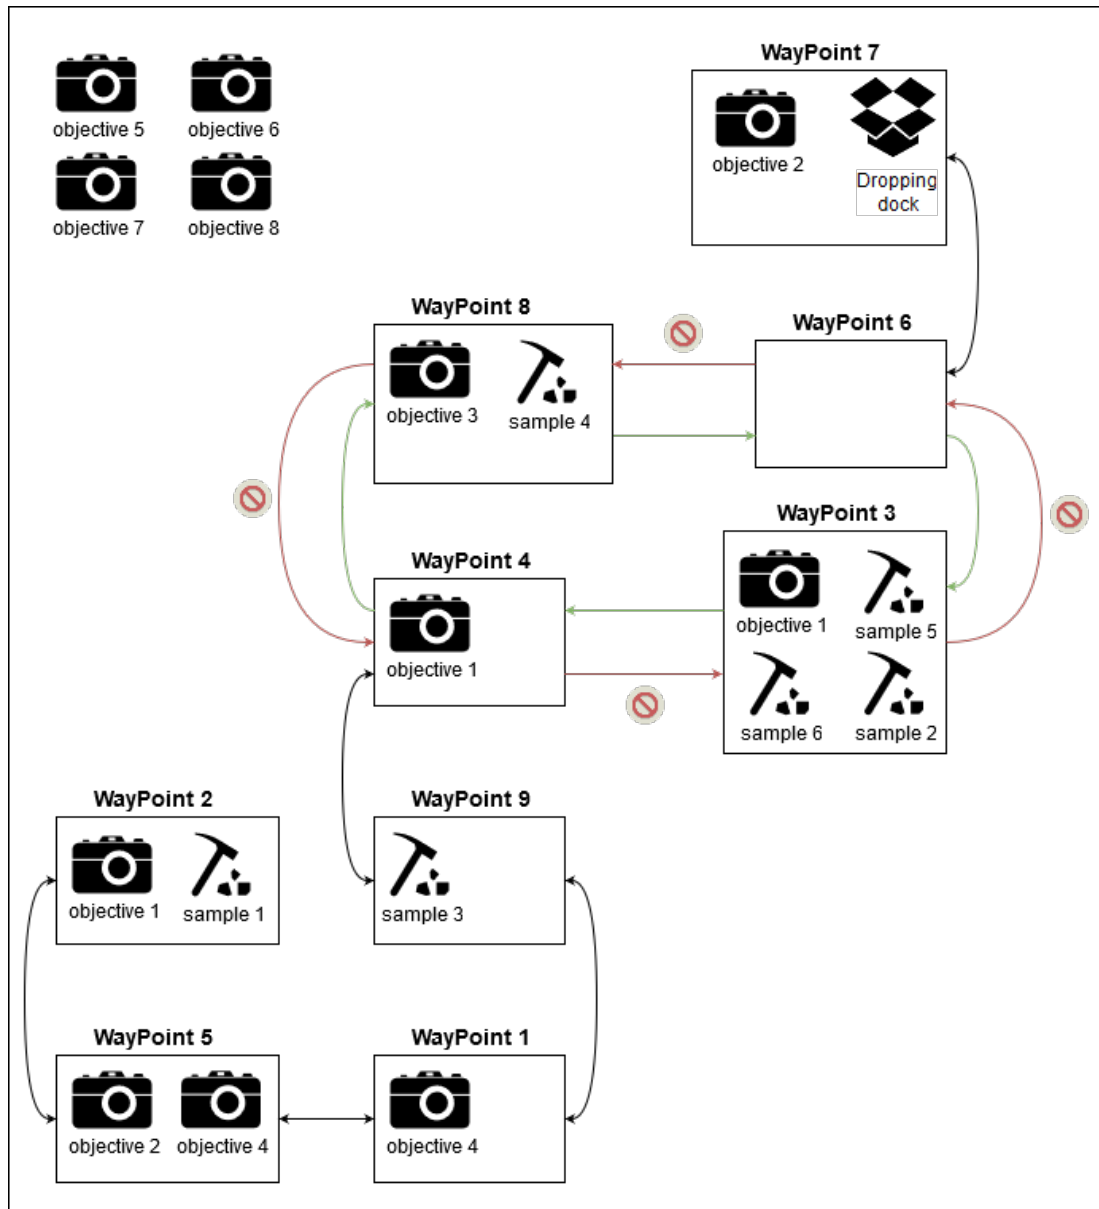 WayPoint 7
objective 5
objective 6
objective 2
Dropping
dock
objective 7
objective 8
WayPoint 8
WayPoint 6
objective 3
sample 4
WayPoint 3
WayPoint 4
objective 1
sample 5
objective 1
sample 6
sample 2
WayPoint 2
WayPoint 9
objective 1
sample 1
sample 3
WayPoint 5
WayPoint 1
objective 2
objective 4
objective 4